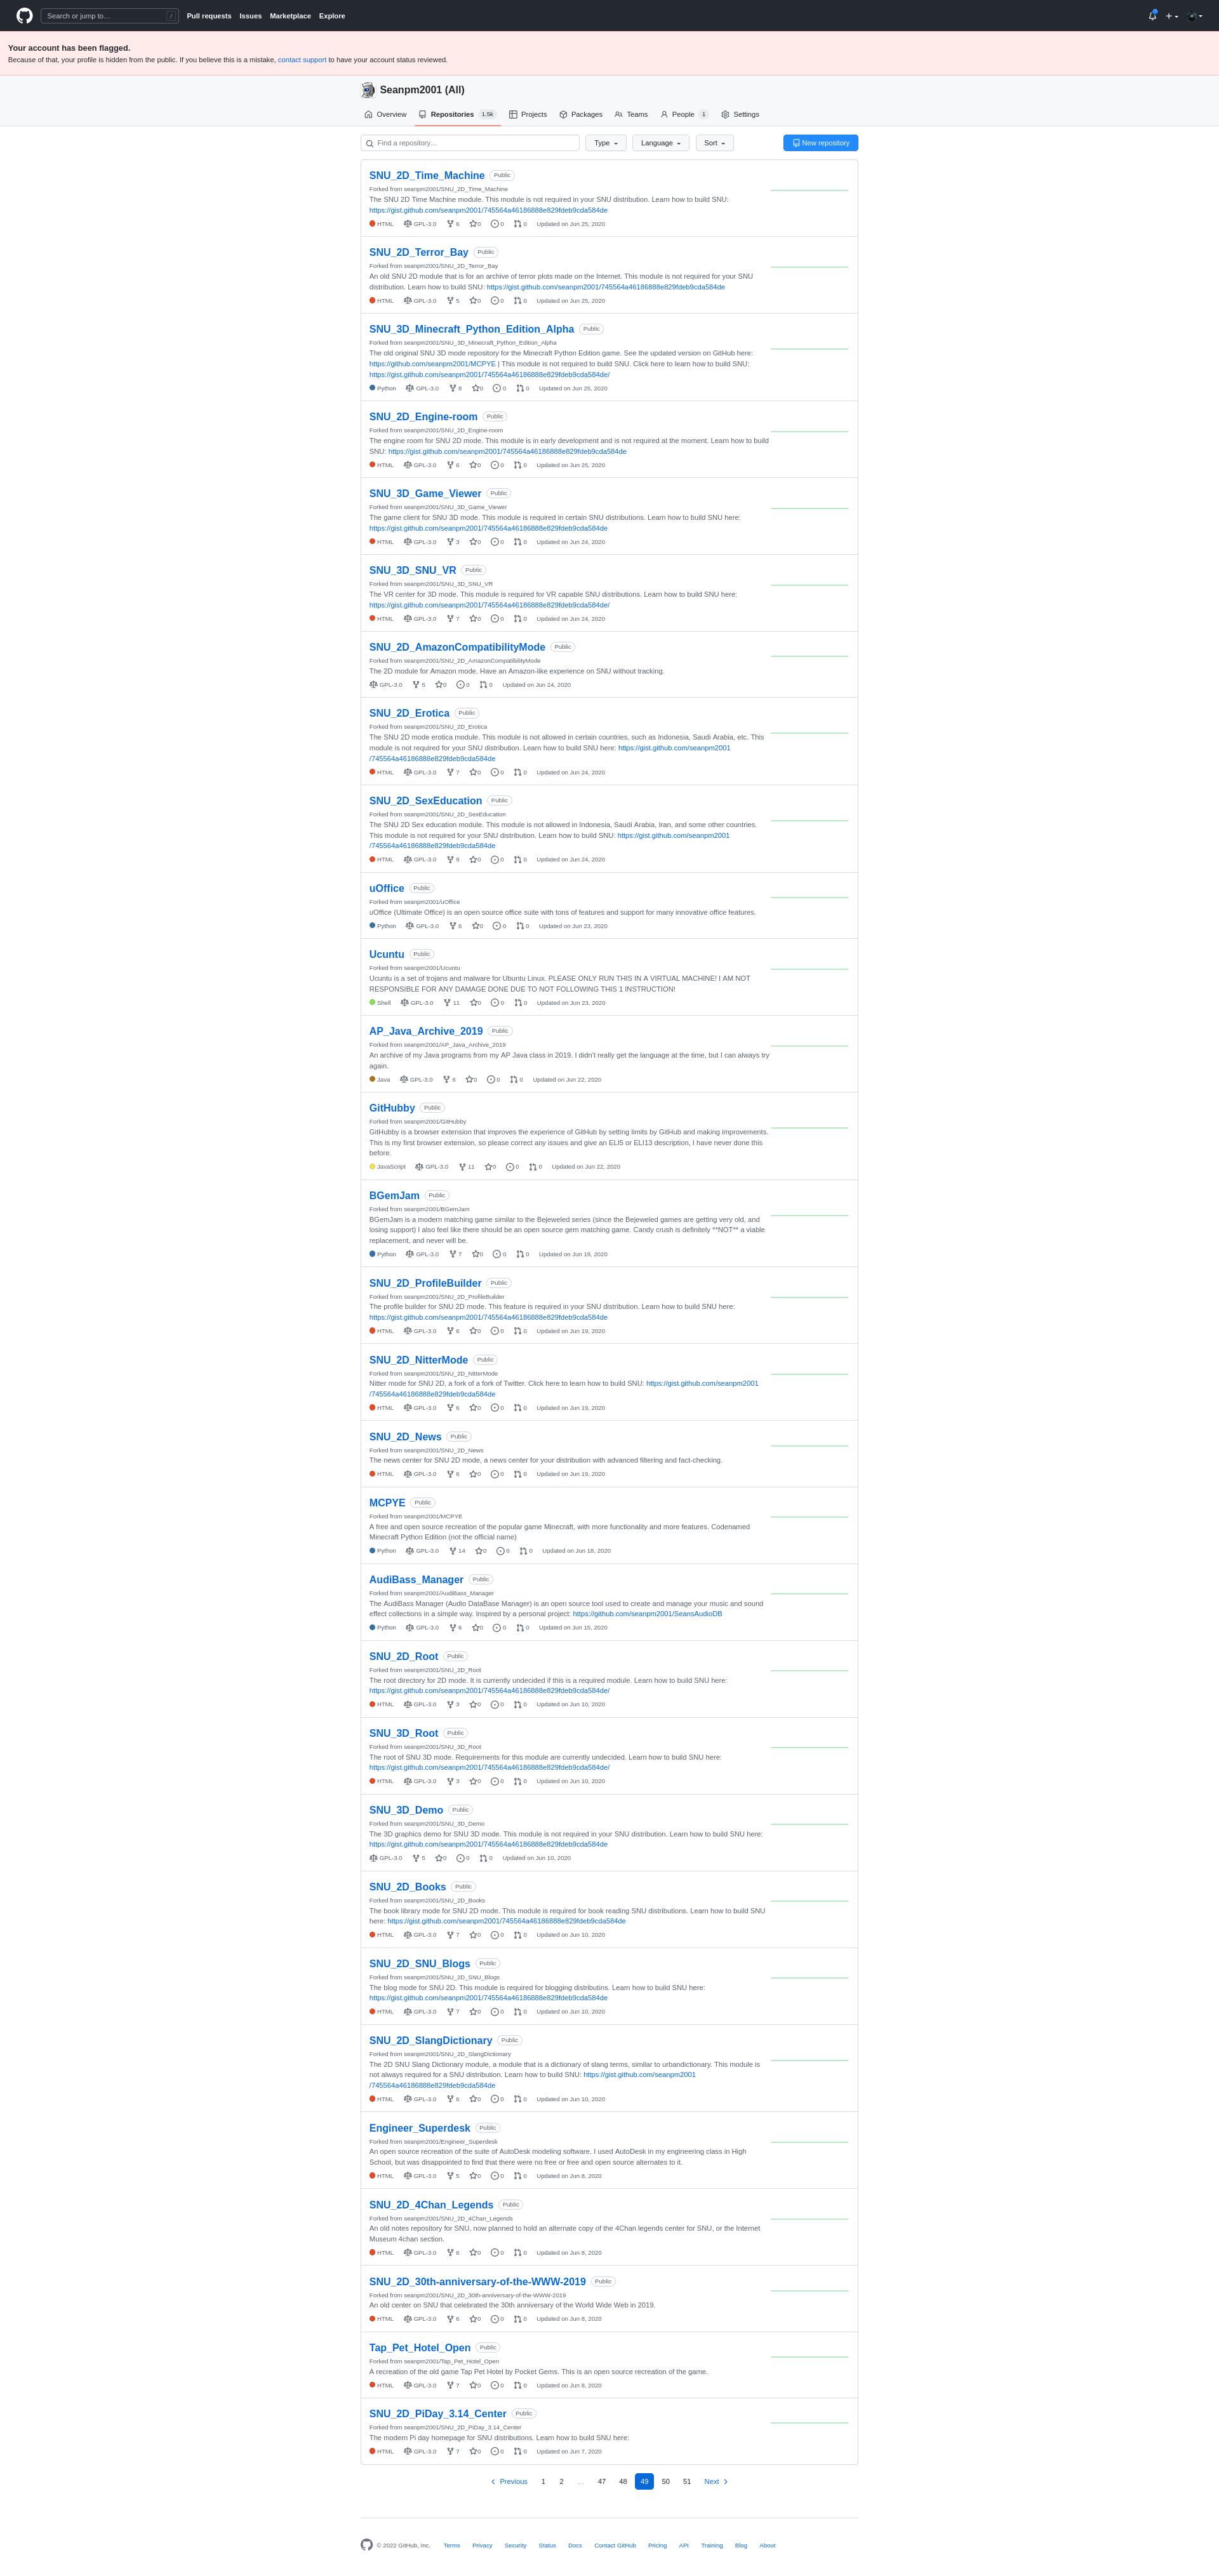 Search or jump to… /
Pull requests Issues Marketplace Explore
Your account has been flagged.
Because of that, your profile is hidden from the public. If you believe this is a mistake, contact support to have your account status reviewed.
Seanpm2001 (All)
Overview Repositories 1.5k Projects Packages Teams People 1 Settings
Find a repository… Type Language Sort New repository
SNU_2D_Time_Machine Public
Forked from seanpm2001/SNU_2D_Time_Machine
The SNU 2D Time Machine module. This module is not required in your SNU distribution. Learn how to build SNU:
https://gist.github.com/seanpm2001/745564a46186888e829fdeb9cda584de
HTML GPL-3.0 6 0 0 0 Updated on Jun 25, 2020
SNU_2D_Terror_Bay Public
Forked from seanpm2001/SNU_2D_Terror_Bay
An old SNU 2D module that is for an archive of terror plots made on the Internet. This module is not required for your SNU
distribution. Learn how to build SNU: https://gist.github.com/seanpm2001/745564a46186888e829fdeb9cda584de
HTML GPL-3.0 5 0 0 0 Updated on Jun 25, 2020
SNU_3D_Minecraft_Python_Edition_Alpha Public
Forked from seanpm2001/SNU_3D_Minecraft_Python_Edition_Alpha
The old original SNU 3D mode repository for the Minecraft Python Edition game. See the updated version on GitHub here:
https://github.com/seanpm2001/MCPYE | This module is not required to build SNU. Click here to learn how to build SNU:
https://gist.github.com/seanpm2001/745564a46186888e829fdeb9cda584de/
Python GPL-3.0 8 0 0 0 Updated on Jun 25, 2020
SNU_2D_Engine-room Public
Forked from seanpm2001/SNU_2D_Engine-room
The engine room for SNU 2D mode. This module is in early development and is not required at the moment. Learn how to build
SNU: https://gist.github.com/seanpm2001/745564a46186888e829fdeb9cda584de
HTML GPL-3.0 6 0 0 0 Updated on Jun 25, 2020
SNU_3D_Game_Viewer Public
Forked from seanpm2001/SNU_3D_Game_Viewer
The game client for SNU 3D mode. This module is required in certain SNU distributions. Learn how to build SNU here:
https://gist.github.com/seanpm2001/745564a46186888e829fdeb9cda584de
HTML GPL-3.0 3 0 0 0 Updated on Jun 24, 2020
SNU_3D_SNU_VR Public
Forked from seanpm2001/SNU_3D_SNU_VR
The VR center for 3D mode. This module is required for VR capable SNU distributions. Learn how to build SNU here:
https://gist.github.com/seanpm2001/745564a46186888e829fdeb9cda584de/
HTML GPL-3.0 7 0 0 0 Updated on Jun 24, 2020
SNU_2D_AmazonCompatibilityMode Public
Forked from seanpm2001/SNU_2D_AmazonCompatibilityMode
The 2D module for Amazon mode. Have an Amazon-like experience on SNU without tracking.
GPL-3.0 5 0 0 0 Updated on Jun 24, 2020
SNU_2D_Erotica Public
Forked from seanpm2001/SNU_2D_Erotica
The SNU 2D mode erotica module. This module is not allowed in certain countries, such as Indonesia, Saudi Arabia, etc. This
module is not required for your SNU distribution. Learn how to build SNU here: https://gist.github.com/seanpm2001
/745564a46186888e829fdeb9cda584de
HTML GPL-3.0 7 0 0 0 Updated on Jun 24, 2020
SNU_2D_SexEducation Public
Forked from seanpm2001/SNU_2D_SexEducation
The SNU 2D Sex education module. This module is not allowed in Indonesia, Saudi Arabia, Iran, and some other countries.
This module is not required for your SNU distribution. Learn how to build SNU: https://gist.github.com/seanpm2001
/745564a46186888e829fdeb9cda584de
HTML GPL-3.0 9 0 0 0 Updated on Jun 24, 2020
uOffice Public
Forked from seanpm2001/uOffice
uOffice (Ultimate Office) is an open source office suite with tons of features and support for many innovative office features.
Python GPL-3.0 6 0 0 0 Updated on Jun 23, 2020
Ucuntu Public
Forked from seanpm2001/Ucuntu
Ucuntu is a set of trojans and malware for Ubuntu Linux. PLEASE ONLY RUN THIS IN A VIRTUAL MACHINE! I AM NOT
RESPONSIBLE FOR ANY DAMAGE DONE DUE TO NOT FOLLOWING THIS 1 INSTRUCTION!
Shell GPL-3.0 11 0 0 0 Updated on Jun 23, 2020
AP_Java_Archive_2019 Public
Forked from seanpm2001/AP_Java_Archive_2019
An archive of my Java programs from my AP Java class in 2019. I didn't really get the language at the time, but I can always try
again.
Java GPL-3.0 6 0 0 0 Updated on Jun 22, 2020
GitHubby Public
Forked from seanpm2001/GitHubby
GitHubby is a browser extension that improves the experience of GitHub by setting limits by GitHub and making improvements.
This is my first browser extension, so please correct any issues and give an ELI5 or ELI13 description, I have never done this
before.
JavaScript GPL-3.0 11 0 0 0 Updated on Jun 22, 2020
BGemJam Public
Forked from seanpm2001/BGemJam
BGemJam is a modern matching game similar to the Bejeweled series (since the Bejeweled games are getting very old, and
losing support) I also feel like there should be an open source gem matching game. Candy crush is definitely **NOT** a viable
replacement, and never will be.
Python GPL-3.0 7 0 0 0 Updated on Jun 19, 2020
SNU_2D_ProfileBuilder Public
Forked from seanpm2001/SNU_2D_ProfileBuilder
The profile builder for SNU 2D mode. This feature is required in your SNU distribution. Learn how to build SNU here:
https://gist.github.com/seanpm2001/745564a46186888e829fdeb9cda584de
HTML GPL-3.0 6 0 0 0 Updated on Jun 19, 2020
SNU_2D_NitterMode Public
Forked from seanpm2001/SNU_2D_NitterMode
Nitter mode for SNU 2D, a fork of a fork of Twitter. Click here to learn how to build SNU: https://gist.github.com/seanpm2001
/745564a46186888e829fdeb9cda584de
HTML GPL-3.0 6 0 0 0 Updated on Jun 19, 2020
SNU_2D_News Public
Forked from seanpm2001/SNU_2D_News
The news center for SNU 2D mode, a news center for your distribution with advanced filtering and fact-checking.
HTML GPL-3.0 6 0 0 0 Updated on Jun 19, 2020
MCPYE Public
Forked from seanpm2001/MCPYE
A free and open source recreation of the popular game Minecraft, with more functionality and more features. Codenamed
Minecraft Python Edition (not the official name)
Python GPL-3.0 14 0 0 0 Updated on Jun 18, 2020
AudiBass_Manager Public
Forked from seanpm2001/AudiBass_Manager
The AudiBass Manager (Audio DataBase Manager) is an open source tool used to create and manage your music and sound
effect collections in a simple way. Inspired by a personal project: https://github.com/seanpm2001/SeansAudioDB
Python GPL-3.0 6 0 0 0 Updated on Jun 15, 2020
SNU_2D_Root Public
Forked from seanpm2001/SNU_2D_Root
The root directory for 2D mode. It is currently undecided if this is a required module. Learn how to build SNU here:
https://gist.github.com/seanpm2001/745564a46186888e829fdeb9cda584de/
HTML GPL-3.0 3 0 0 0 Updated on Jun 10, 2020
SNU_3D_Root Public
Forked from seanpm2001/SNU_3D_Root
The root of SNU 3D mode. Requirements for this module are currently undecided. Learn how to build SNU here:
https://gist.github.com/seanpm2001/745564a46186888e829fdeb9cda584de/
HTML GPL-3.0 3 0 0 0 Updated on Jun 10, 2020
SNU_3D_Demo Public
Forked from seanpm2001/SNU_3D_Demo
The 3D graphics demo for SNU 3D mode. This module is not required in your SNU distribution. Learn how to build SNU here:
https://gist.github.com/seanpm2001/745564a46186888e829fdeb9cda584de
GPL-3.0 5 0 0 0 Updated on Jun 10, 2020
SNU_2D_Books Public
Forked from seanpm2001/SNU_2D_Books
The book library mode for SNU 2D mode. This module is required for book reading SNU distributions. Learn how to build SNU
here: https://gist.github.com/seanpm2001/745564a46186888e829fdeb9cda584de
HTML GPL-3.0 7 0 0 0 Updated on Jun 10, 2020
SNU_2D_SNU_Blogs Public
Forked from seanpm2001/SNU_2D_SNU_Blogs
The blog mode for SNU 2D. This module is required for blogging distributins. Learn how to build SNU here:
https://gist.github.com/seanpm2001/745564a46186888e829fdeb9cda584de
HTML GPL-3.0 7 0 0 0 Updated on Jun 10, 2020
SNU_2D_SlangDictionary Public
Forked from seanpm2001/SNU_2D_SlangDictionary
The 2D SNU Slang Dictionary module, a module that is a dictionary of slang terms, similar to urbandictionary. This module is
not always required for a SNU distribution. Learn how to build SNU: https://gist.github.com/seanpm2001
/745564a46186888e829fdeb9cda584de
HTML GPL-3.0 6 0 0 0 Updated on Jun 10, 2020
Engineer_Superdesk Public
Forked from seanpm2001/Engineer_Superdesk
An open source recreation of the suite of AutoDesk modeling software. I used AutoDesk in my engineering class in High
School, but was disappointed to find that there were no free or free and open source alternates to it.
HTML GPL-3.0 5 0 0 0 Updated on Jun 8, 2020
SNU_2D_4Chan_Legends Public
Forked from seanpm2001/SNU_2D_4Chan_Legends
An old notes repository for SNU, now planned to hold an alternate copy of the 4Chan legends center for SNU, or the Internet
Museum 4chan section.
HTML GPL-3.0 6 0 0 0 Updated on Jun 8, 2020
SNU_2D_30th-anniversary-of-the-WWW-2019 Public
Forked from seanpm2001/SNU_2D_30th-anniversary-of-the-WWW-2019
An old center on SNU that celebrated the 30th anniversary of the World Wide Web in 2019.
HTML GPL-3.0 6 0 0 0 Updated on Jun 8, 2020
Tap_Pet_Hotel_Open Public
Forked from seanpm2001/Tap_Pet_Hotel_Open
A recreation of the old game Tap Pet Hotel by Pocket Gems. This is an open source recreation of the game.
HTML GPL-3.0 7 0 0 0 Updated on Jun 8, 2020
SNU_2D_PiDay_3.14_Center Public
Forked from seanpm2001/SNU_2D_PiDay_3.14_Center
The modern Pi day homepage for SNU distributions. Learn how to build SNU here:
HTML GPL-3.0 7 0 0 0 Updated on Jun 7, 2020
Previous 1 2 … 47 48 49 50 51 Next
© 2022 GitHub, Inc. Terms Privacy Security Status Docs Contact GitHub Pricing API Training Blog About